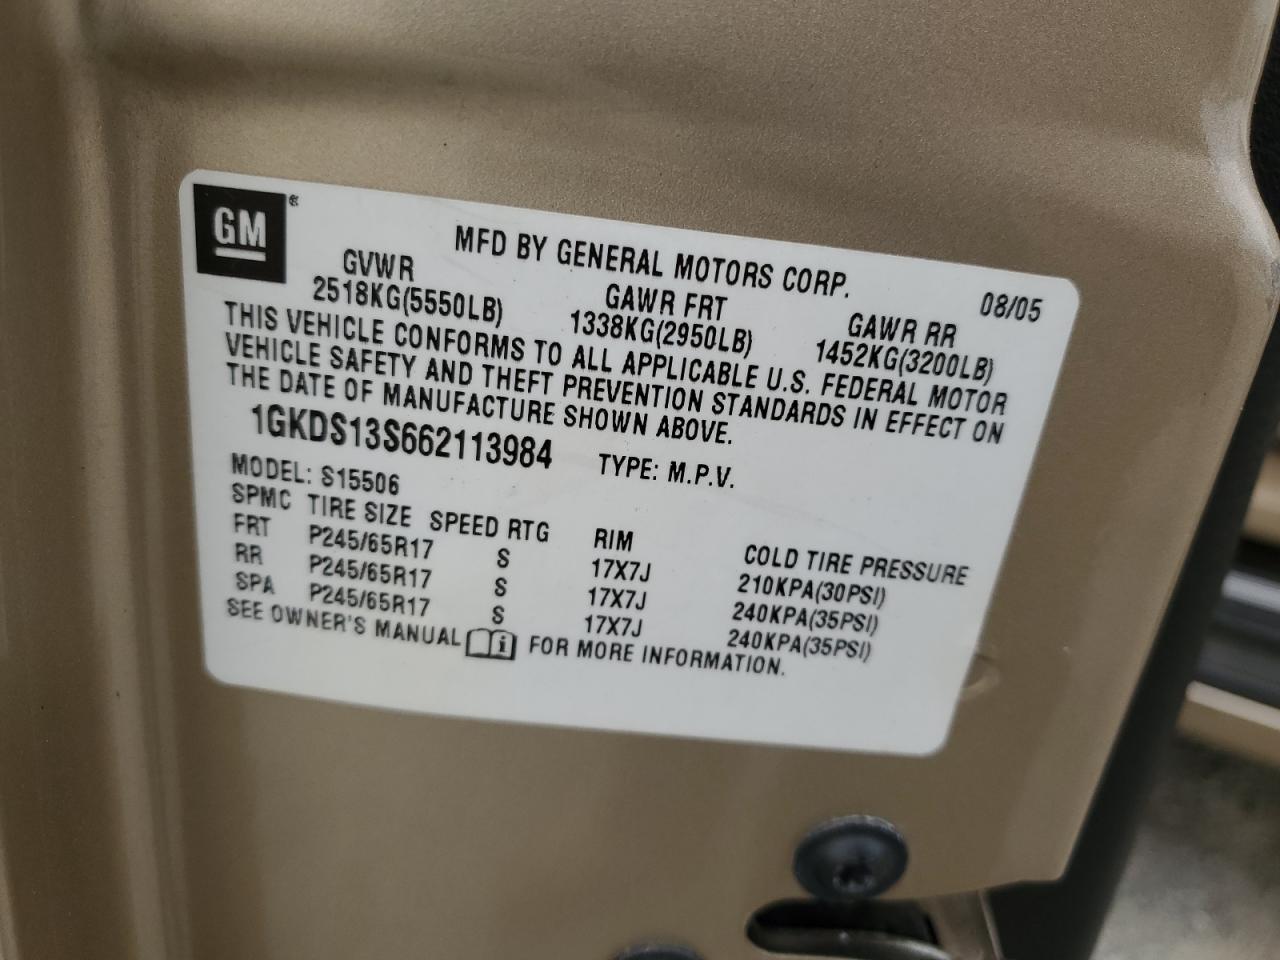 GM®
MFD BY GENERAL MOTORS CORP.
08/05
GVWR GAWR FRT GAWR RR
2518KG(5550LB) 1338KG(2950LB) 1452KG(3200LB)
THIS VEHICLE CONFORMS TO ALL APPLICABLE U.S. FEDERAL MOTOR
VEHICLE SAFETY AND THEFT PREVENTION STANDARDS IN EFFECT ON
THE DATE OF MANUFACTURE SHOWN ABOVE.
1GKDS13S662113984 TYPE: M.P.V.
MODEL: S15506
SPMC TIRE SIZE SPEED RTG RIM COLD TIRE PRESSURE
FRT P245/65R17 S 17X7J 210KPA(30PSI)
RR P245/65R17 S 17X7J 240KPA(35PSI)
SPA P245/65R17 S 17X7J 240KPA(35PSI)
SEE OWNER'S MANUAL i FOR MORE INFORMATION.